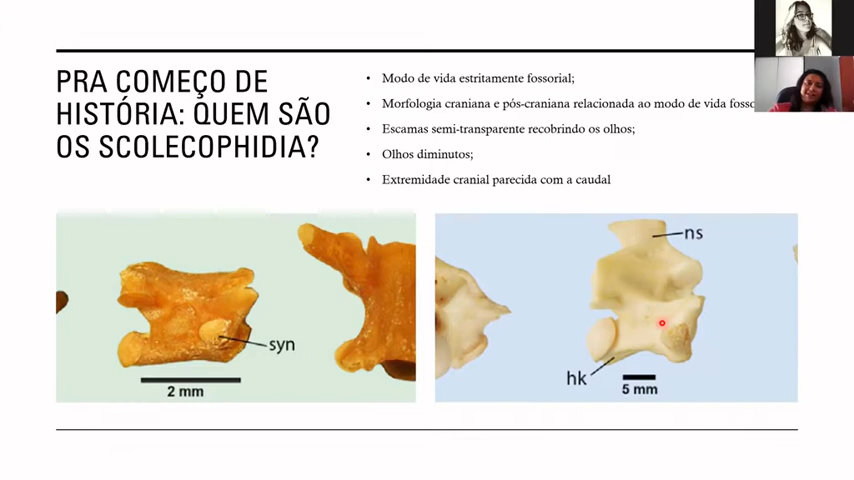 PRA COMEÇO DE
HISTÓRIA: QUEM SÃO
OS SCOLECOPHIDIA?
• Modo de vida estritamente fossorial;
• Morfologia craniana e pós-craniana relacionada ao modo de vida
• Escamas semi-transparente recobrindo os olhos;
• Olhos diminutos;
• Extremidade cranial parecida com a caudal
syn
2 mm
ns
hk
5 mm